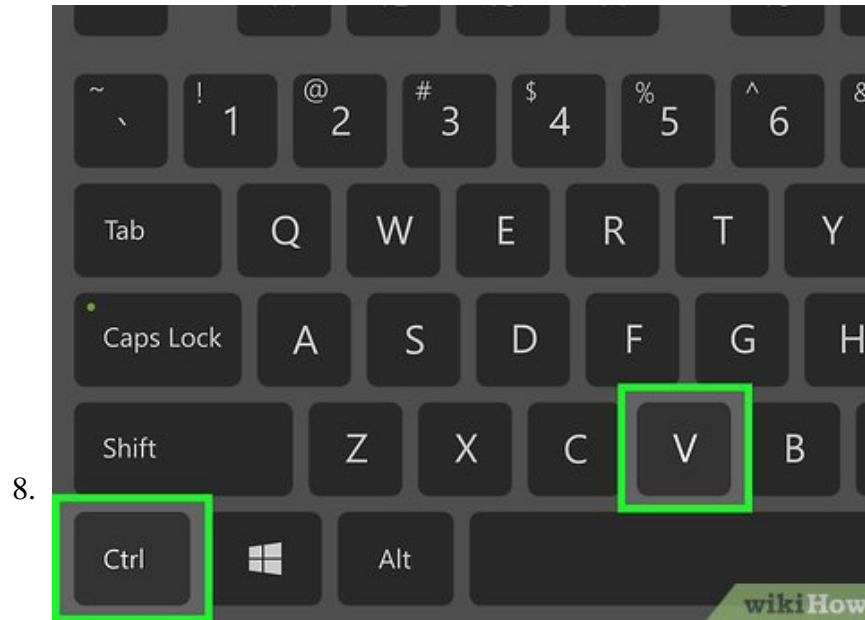 ~ ` ! 1 @ 2 # 3 $ 4 % 5 ^ 6 &
Tab Q W E R T Y
Caps Lock A S D F G H
Shift Z X C V B
8.
Ctrl Alt
wikiHow